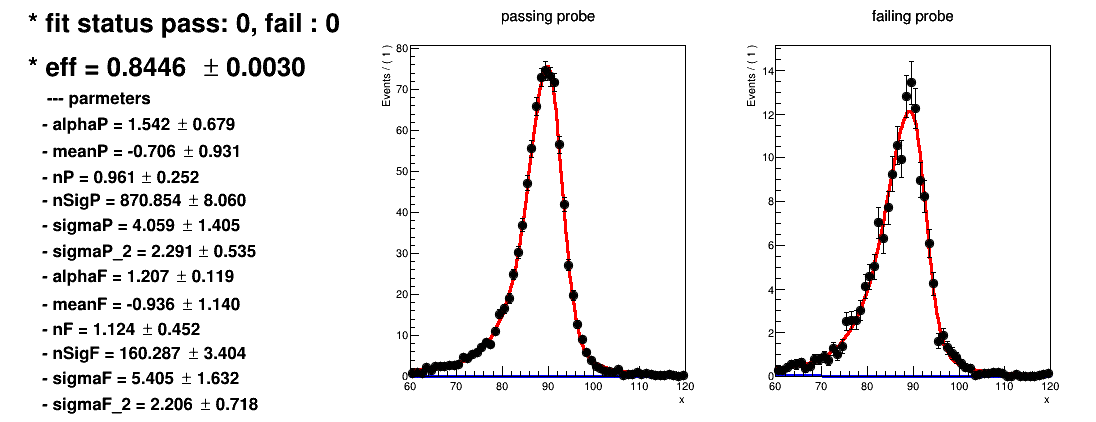 * fit status pass: 0, fail : 0
* eff = 0.8446 ± 0.0030
--- parmeters
- alphaP = 1.542 ± 0.679
- meanP = -0.706 ± 0.931
- nP = 0.961 ± 0.252
- nSigP = 870.854 ± 8.060
- sigmaP = 4.059 ± 1.405
- sigmaP_2 = 2.291 ± 0.535
- alphaF = 1.207 ± 0.119
- meanF = -0.936 ± 1.140
- nF = 1.124 ± 0.452
- nSigF = 160.287 ± 3.404
- sigmaF = 5.405 ± 1.632
- sigmaF_2 = 2.206 ± 0.718
passing probe
Events / ( 1 )
80
70
60
50
40
30
20
10
0
60 70 80 90 100 110 120
x
failing probe
Events / ( 1 )
14
12
10
8
6
4
2
0
60 70 80 90 100 110 120
x